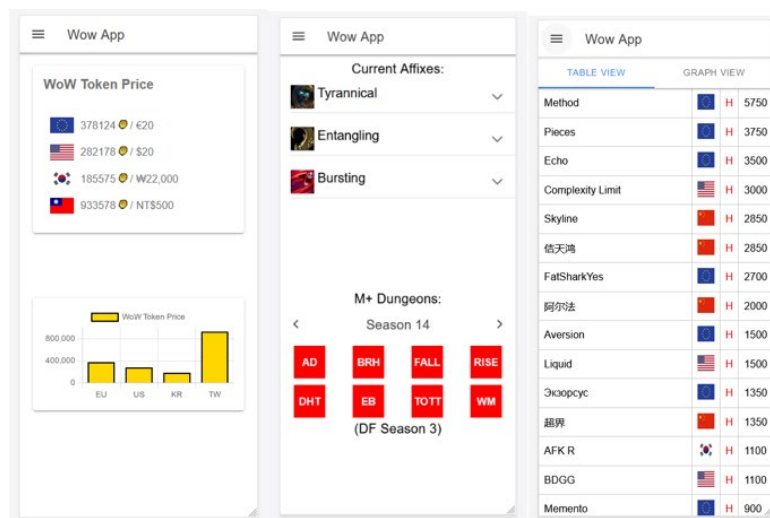 Wow App
WoW Token Price
378124 / €20
282178 / $20
185575 / ₩22,000
933578 / NT$500
WoW Token Price
800,000
400,000
0
EU US KR TW
Wow App
Current Affixes:
Tyrannical
Entangling
Bursting
M+ Dungeons:
Season 14
AD BRH FALL RISE
DHT EB TOTT WM
(DF Season 3)
Wow App
TABLE VIEW GRAPH VIEW
Method H 5750
Pieces H 3750
Echo H 3500
Complexity Limit H 3000
Skyline H 2850
信天鸿 H 2850
FatSharkYes H 2700
阿尔法 H 2000
Aversion H 1500
Liquid H 1500
Экзорсус H 1350
超界 H 1350
AFK R H 1100
BDGG H 1100
Memento H 900